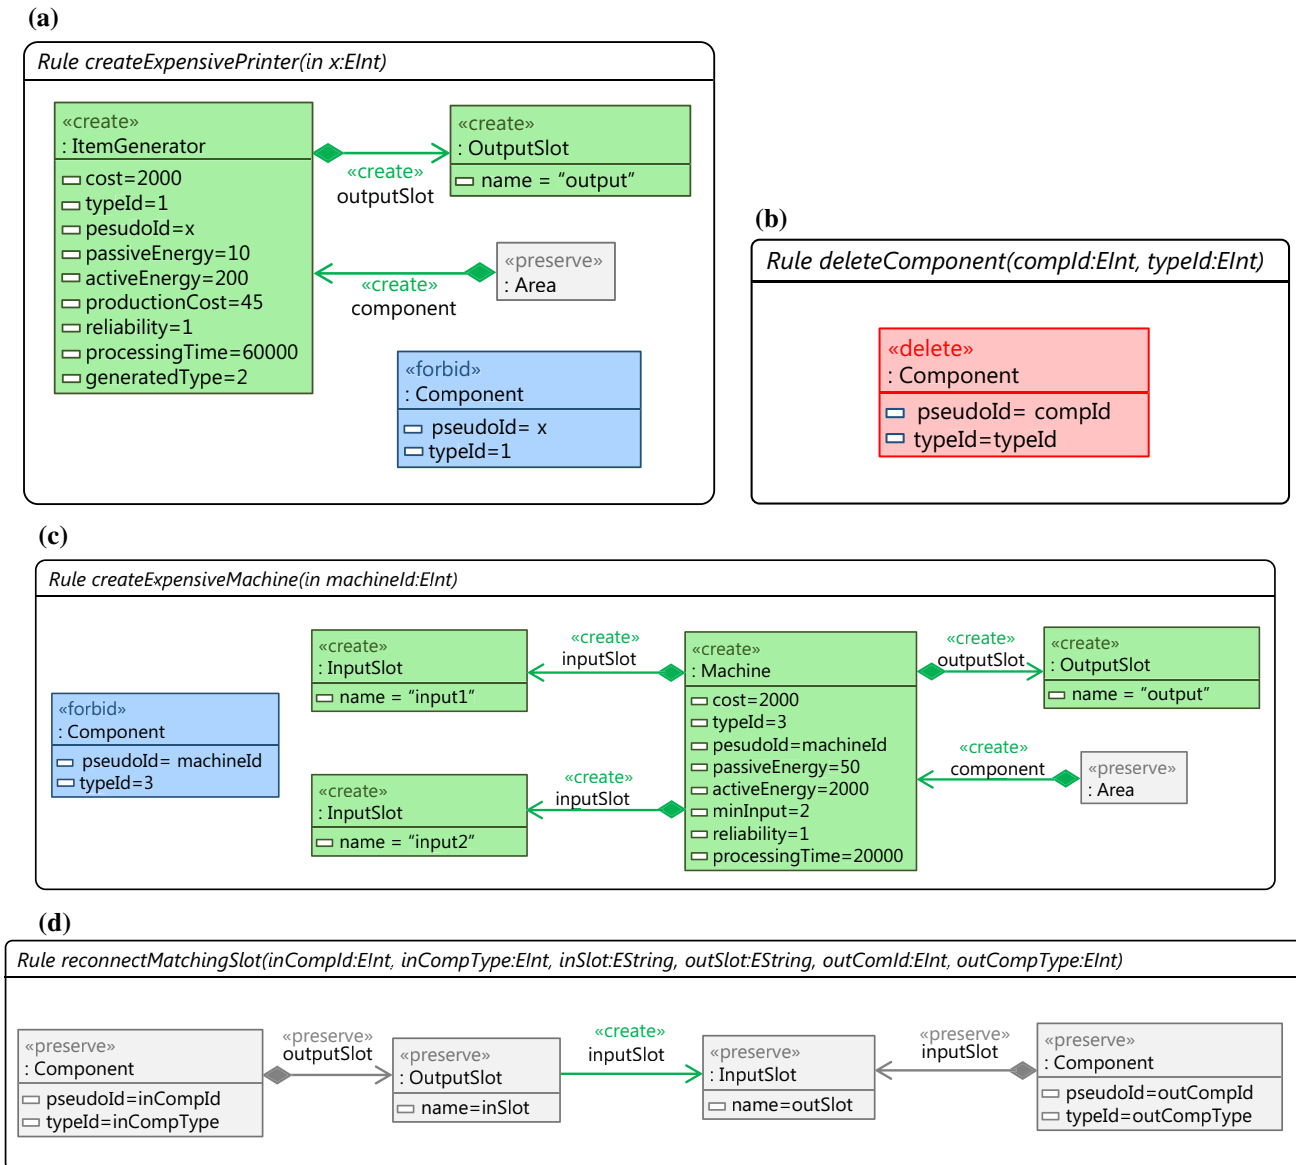 (a)
Rule createExpensivePrinter(in x:EInt)
«create»
: ItemGenerator
cost=2000
typeId=1
pesudoId=x
passiveEnergy=10
activeEnergy=200
productionCost=45
reliability=1
processingTime=60000
generatedType=2
«create»
outputSlot
«create»
: OutputSlot
name = “output”
«create»
component
«preserve»
: Area
«forbid»
: Component
pseudoId= x
typeId=1
(b)
Rule deleteComponent(compId:EInt, typeId:EInt)
«delete»
: Component
pseudoId= compId
typeId=typeId
(c)
Rule createExpensiveMachine(in machineId:EInt)
«forbid»
: Component
pseudoId= machineId
typeId=3
«create»
: InputSlot
name = “input1”
«create»
inputSlot
«create»
: InputSlot
name = “input2”
«create»
inputSlot
«create»
: Machine
cost=2000
typeId=3
pesudoId=machineId
passiveEnergy=50
activeEnergy=2000
minInput=2
reliability=1
processingTime=20000
«create»
outputSlot
«create»
: OutputSlot
name = “output”
«create»
component
«preserve»
: Area
(d)
Rule reconnectMatchingSlot(inCompId:EInt, inCompType:EInt, inSlot:EString, outSlot:EString, outComId:EInt, outCompType:EInt)
«preserve»
: Component
pseudoId=inCompId
typeId=inCompType
«preserve»
outputSlot
«preserve»
: OutputSlot
name=inSlot
«create»
inputSlot
«preserve»
: InputSlot
name=outSlot
«preserve»
inputSlot
«preserve»
: Component
pseudoId=outCompId
typeId=outCompType